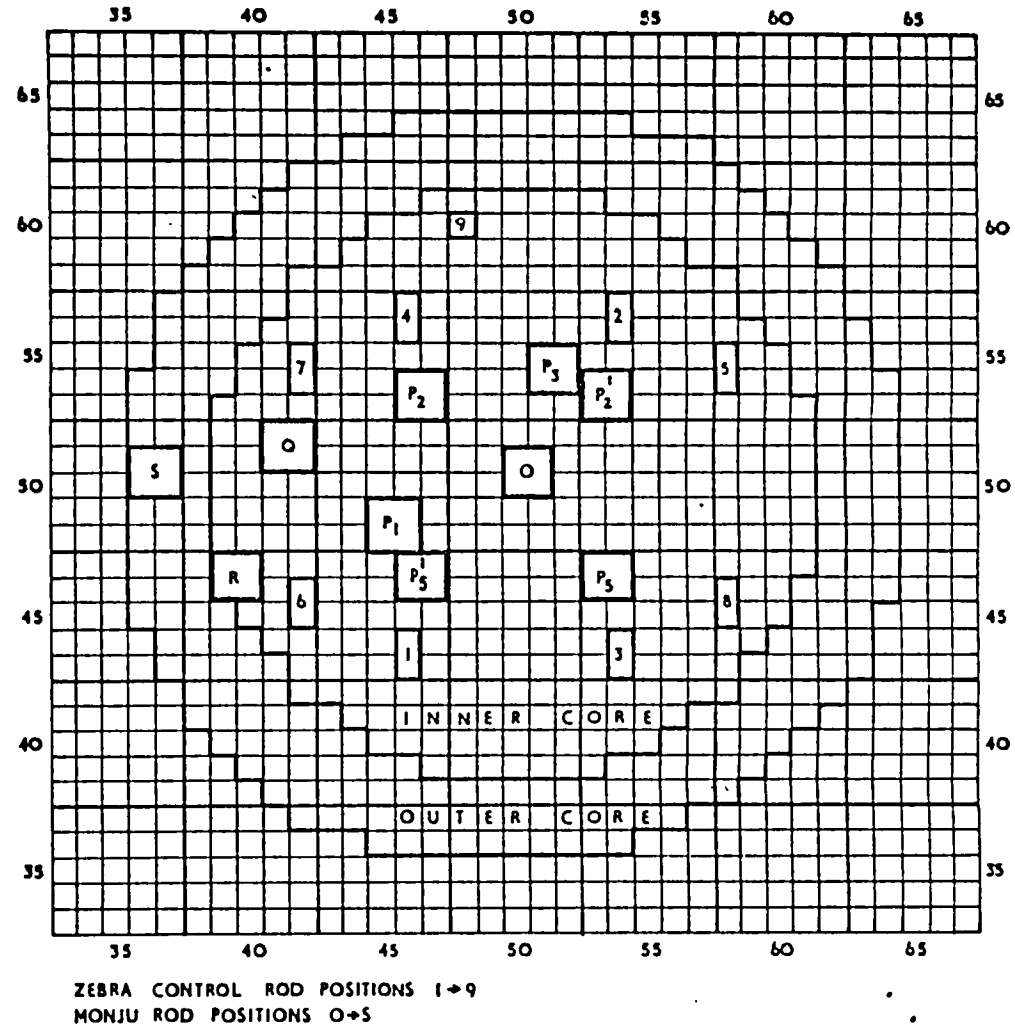 35 40 45 50 55 60 65
65 65
60 9 60
4 2
55 7 P3 5 55
P2 P2'
Q
S O
50 50
P1
R P5' P5
6 8
45 45
1 3
INNER CORE
40 40
OUTER CORE
35 35
35 40 45 50 55 60 65
ZEBRA CONTROL ROD POSITIONS 1→9
MONJU ROD POSITIONS O→S